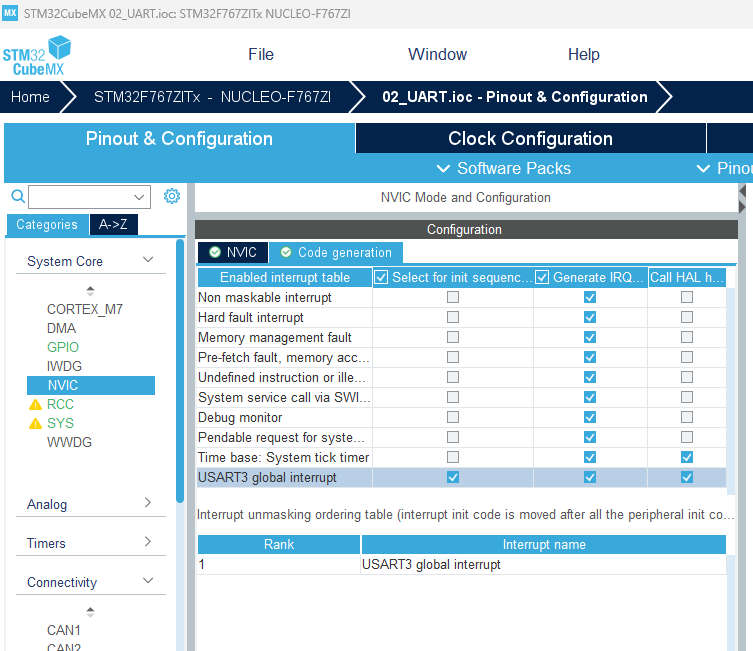 MX STM32CubeMX 02_UART.ioc: STM32F767ZITx NUCLEO-F767ZI
STM32
CubeMX
File Window Help
Home STM32F767ZITx - NUCLEO-F767ZI 02_UART.ioc - Pinout & Configuration
Pinout & Configuration Clock Configuration
Software Packs Pinou
NVIC Mode and Configuration
Categories A->Z
Configuration
NVIC Code generation
System Core
CORTEX_M7
DMA
GPIO
IWDG
NVIC
RCC
SYS
WWDG
Analog
Timers
Connectivity
CAN1
CAN2
Enabled interrupt table Select for init sequenc... Generate IRQ... Call HAL h...
Non maskable interrupt
Hard fault interrupt
Memory management fault
Pre-fetch fault, memory acc...
Undefined instruction or ille...
System service call via SWI...
Debug monitor
Pendable request for syste...
Time base: System tick timer
USART3 global interrupt
Interrupt unmasking ordering table (interrupt init code is moved after all the peripheral init co...
Rank Interrupt name
1 USART3 global interrupt